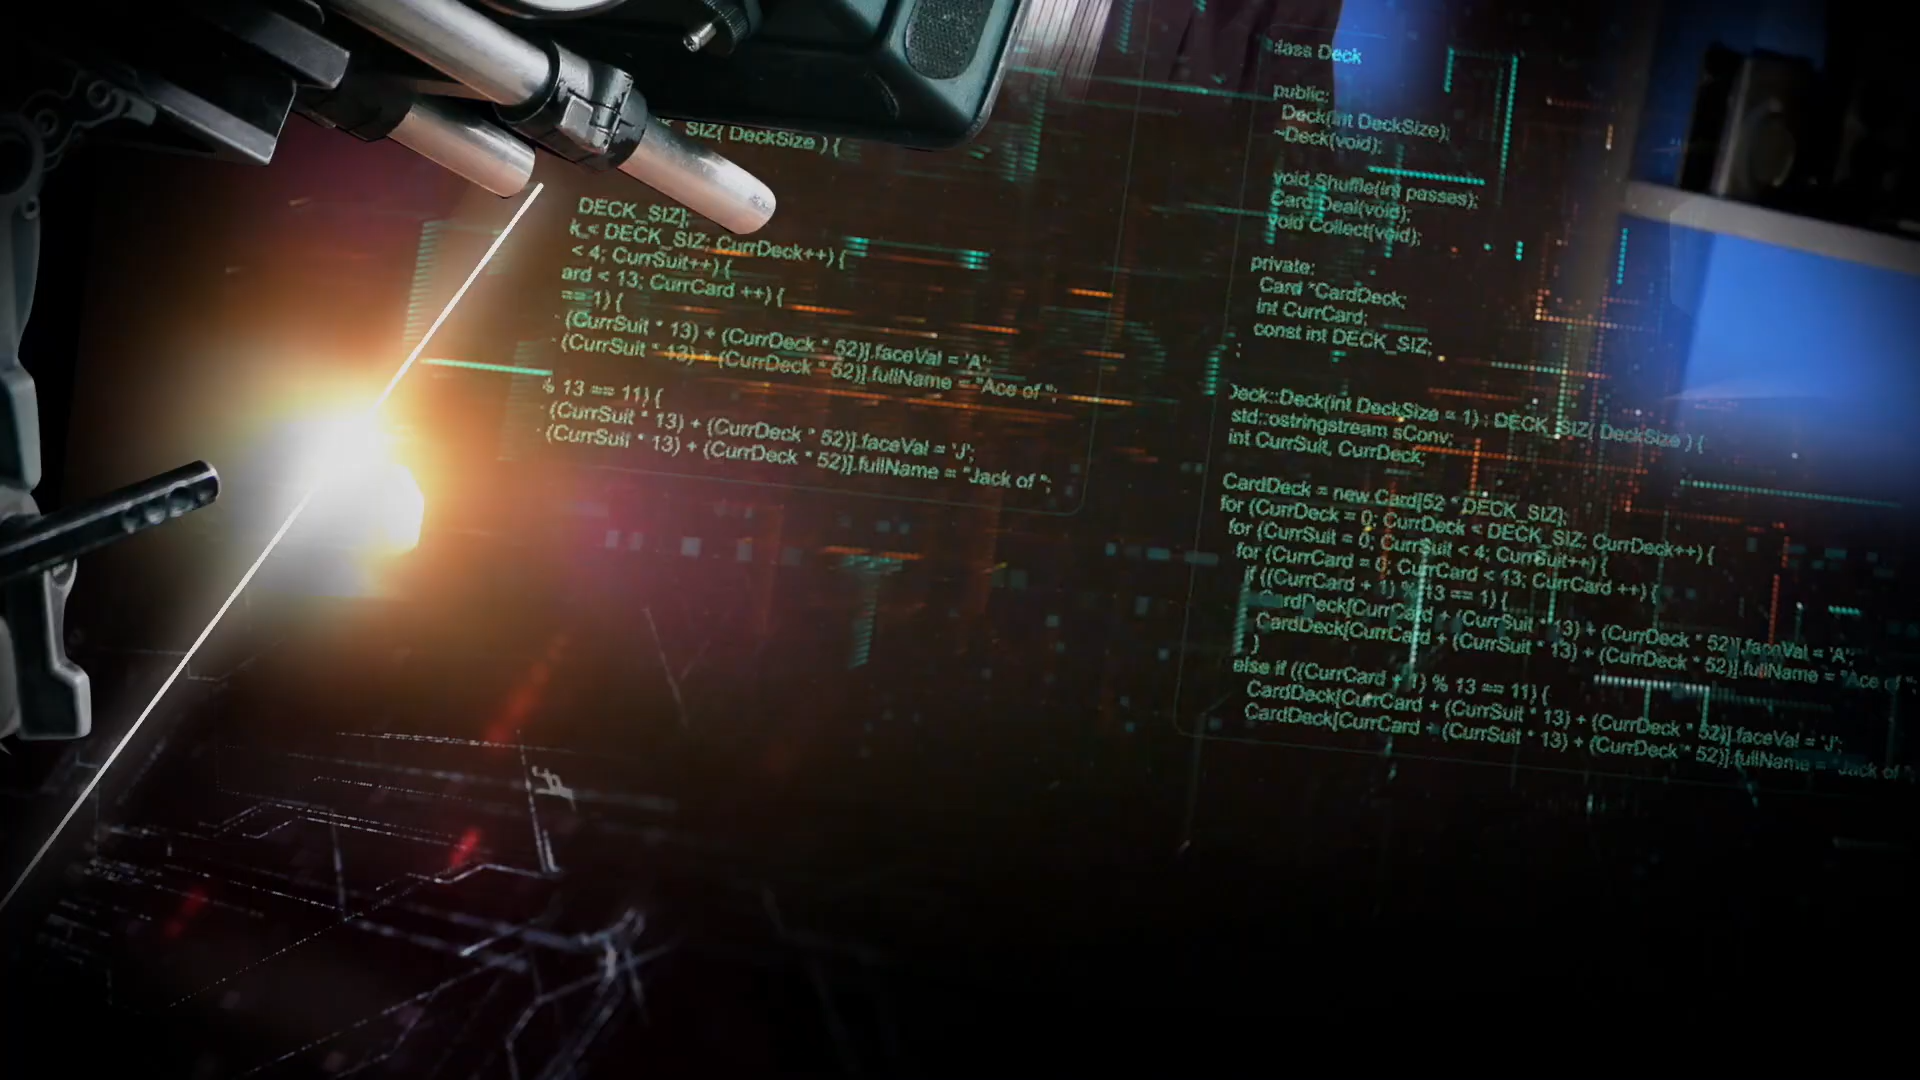 SIZ( DeckSize ) {
DECK_SIZ];
k < DECK_SIZ; CurrDeck++) {
< 4; CurrSuit++) {
ard < 13; CurrCard ++) {
== 1) {
(CurrSuit * 13) + (CurrDeck * 52)].faceVal = 'A';
(CurrSuit * 13) + (CurrDeck * 52)].fullName = "Ace of ";
% 13 == 11) {
(CurrSuit * 13) + (CurrDeck * 52)].faceVal = 'J';
(CurrSuit * 13) + (CurrDeck * 52)].fullName = "Jack of ";
lass Deck
public:
Deck(int DeckSize);
~Deck(void);
void Shuffle(int passes);
Card Deal(void);
void Collect(void);
private:
Card *CardDeck;
int CurrCard;
const int DECK_SIZ;
;
Deck::Deck(int DeckSize = 1) : DECK_SIZ( DeckSize ) {
std::ostringstream sConv;
int CurrSuit, CurrDeck;
CardDeck = new Card[52 * DECK_SIZ];
for (CurrDeck = 0; CurrDeck < DECK_SIZ; CurrDeck++) {
for (CurrSuit = 0; CurrSuit < 4; CurrSuit++) {
for (CurrCard = 0; CurrCard < 13; CurrCard ++) {
if ((CurrCard + 1) % 13 == 1) {
CardDeck[CurrCard + (CurrSuit * 13) + (CurrDeck * 52)].faceVal = 'A';
CardDeck[CurrCard + (CurrSuit * 13) + (CurrDeck * 52)].fullName = "Ace of ";
}
else if ((CurrCard + 1) % 13 == 11) {
CardDeck[CurrCard + (CurrSuit * 13) + (CurrDeck * 52)].faceVal = 'J';
CardDeck[CurrCard + (CurrSuit * 13) + (CurrDeck * 52)].fullName = "Jack of "